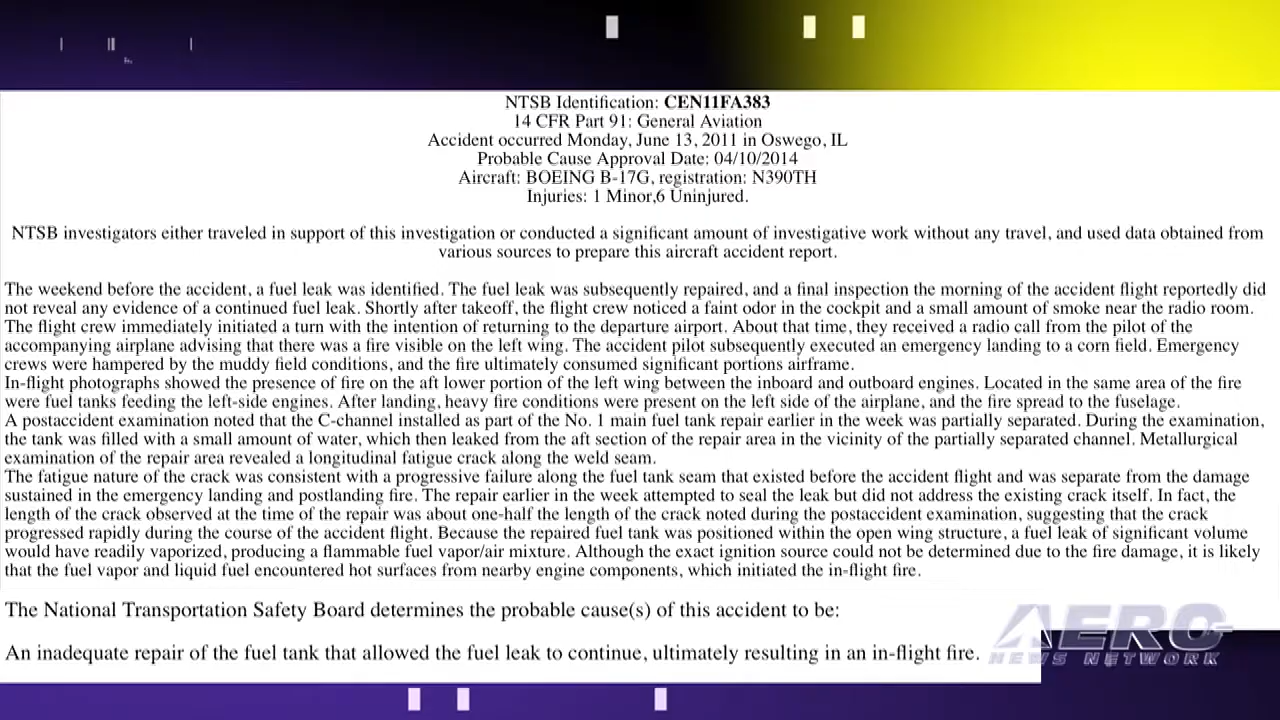 NTSB Identification: CEN11FA383
14 CFR Part 91: General Aviation
Accident occurred Monday, June 13, 2011 in Oswego, IL
Probable Cause Approval Date: 04/10/2014
Aircraft: BOEING B-17G, registration: N390TH
Injuries: 1 Minor,6 Uninjured.
NTSB investigators either traveled in support of this investigation or conducted a significant amount of investigative work without any travel, and used data obtained from
various sources to prepare this aircraft accident report.
The weekend before the accident, a fuel leak was identified. The fuel leak was subsequently repaired, and a final inspection the morning of the accident flight reportedly did
not reveal any evidence of a continued fuel leak. Shortly after takeoff, the flight crew noticed a faint odor in the cockpit and a small amount of smoke near the radio room.
The flight crew immediately initiated a turn with the intention of returning to the departure airport. About that time, they received a radio call from the pilot of the
accompanying airplane advising that there was a fire visible on the left wing. The accident pilot subsequently executed an emergency landing to a corn field. Emergency
crews were hampered by the muddy field conditions, and the fire ultimately consumed significant portions airframe.
In-flight photographs showed the presence of fire on the aft lower portion of the left wing between the inboard and outboard engines. Located in the same area of the fire
were fuel tanks feeding the left-side engines. After landing, heavy fire conditions were present on the left side of the airplane, and the fire spread to the fuselage.
A postaccident examination noted that the C-channel installed as part of the No. 1 main fuel tank repair earlier in the week was partially separated. During the examination,
the tank was filled with a small amount of water, which then leaked from the aft section of the repair area in the vicinity of the partially separated channel. Metallurgical
examination of the repair area revealed a longitudinal fatigue crack along the weld seam.
The fatigue nature of the crack was consistent with a progressive failure along the fuel tank seam that existed before the accident flight and was separate from the damage
sustained in the emergency landing and postlanding fire. The repair earlier in the week attempted to seal the leak but did not address the existing crack itself. In fact, the
length of the crack observed at the time of the repair was about one-half the length of the crack noted during the postaccident examination, suggesting that the crack
progressed rapidly during the course of the accident flight. Because the repaired fuel tank was positioned within the open wing structure, a fuel leak of significant volume
would have readily vaporized, producing a flammable fuel vapor/air mixture. Although the exact ignition source could not be determined due to the fire damage, it is likely
that the fuel vapor and liquid fuel encountered hot surfaces from nearby engine components, which initiated the in-flight fire.
The National Transportation Safety Board determines the probable cause(s) of this accident to be:
An inadequate repair of the fuel tank that allowed the fuel leak to continue, ultimately resulting in an in-flight fire.
AERO
NEWS NETWORK